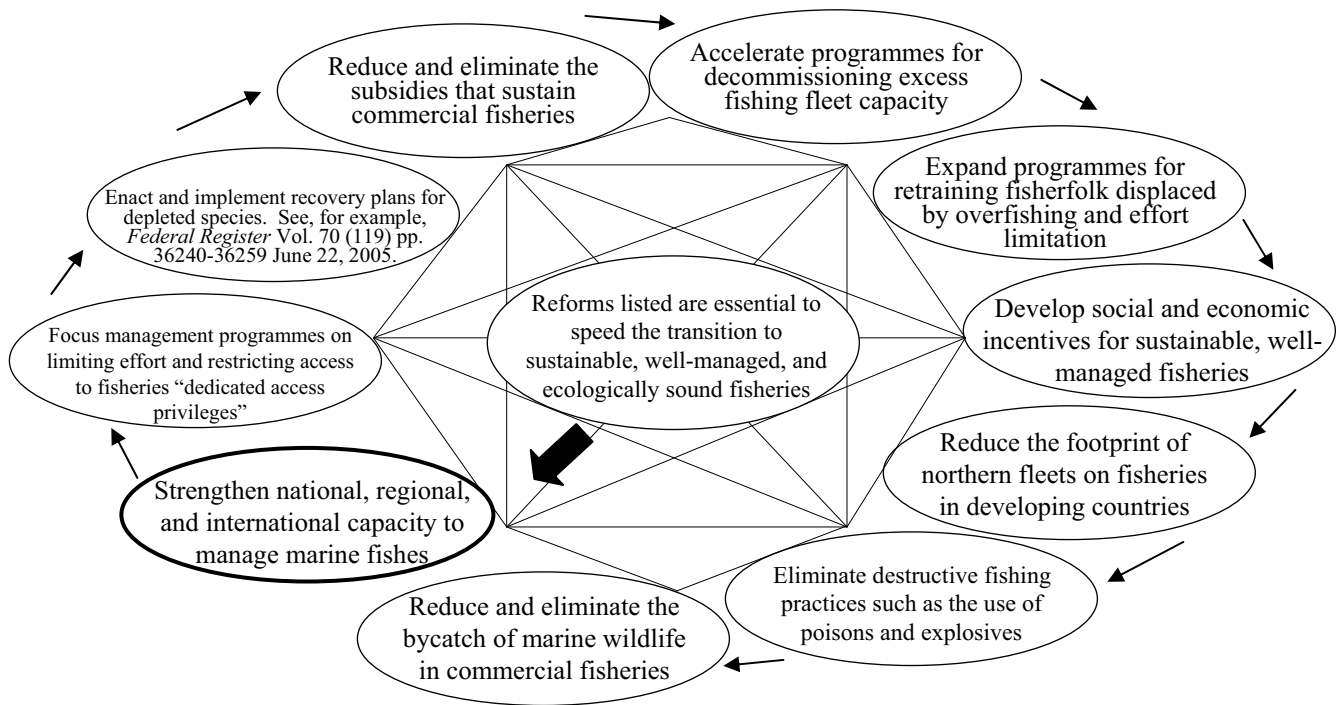 Reduce and eliminate the
subsidies that sustain
commercial fisheries
Accelerate programmes for
decommissioning excess
fishing fleet capacity
Expand programmes for
retraining fisherfolk displaced
by overfishing and effort
limitation
Enact and implement recovery plans for
depleted species.  See, for example,
Federal Register Vol. 70 (119) pp.
36240-36259 June 22, 2005.
Reforms listed are essential to
speed the transition to
sustainable, well-managed, and
ecologically sound fisheries
Develop social and economic
incentives for sustainable, well-
managed fisheries
Focus management programmes on
limiting effort and restricting access
to fisheries “dedicated access
privileges”
Reduce the footprint of
northern fleets on fisheries
in developing countries
Strengthen national, regional,
and international capacity to
manage marine fishes
Eliminate destructive fishing
practices such as the use of
poisons and explosives
Reduce and eliminate the
bycatch of marine wildlife
in commercial fisheries